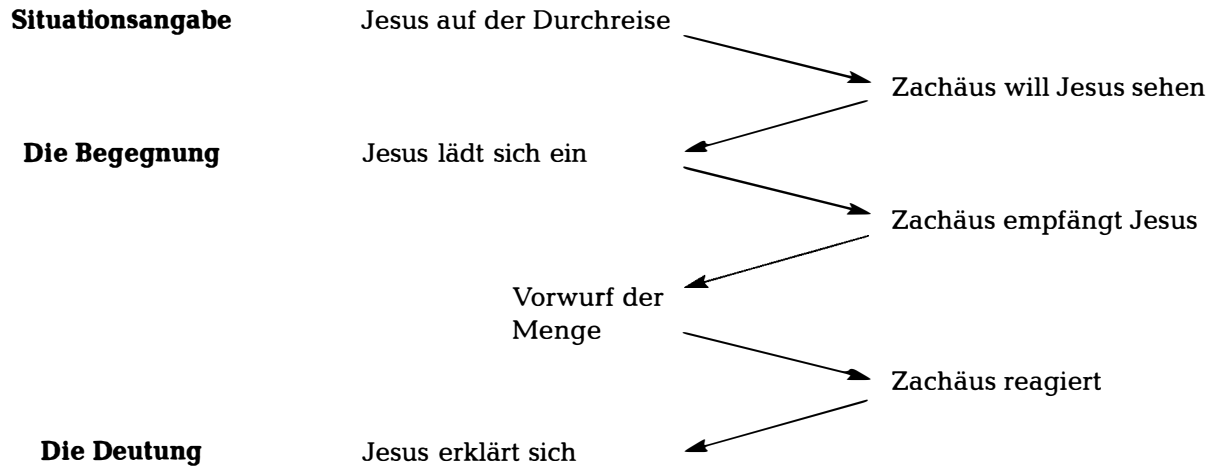 Situationsangabe Jesus auf der Durchreise
Zachäus will Jesus sehen
Die Begegnung Jesus lädt sich ein
Zachäus empfängt Jesus
Vorwurf der
Menge
Zachäus reagiert
Die Deutung Jesus erklärt sich